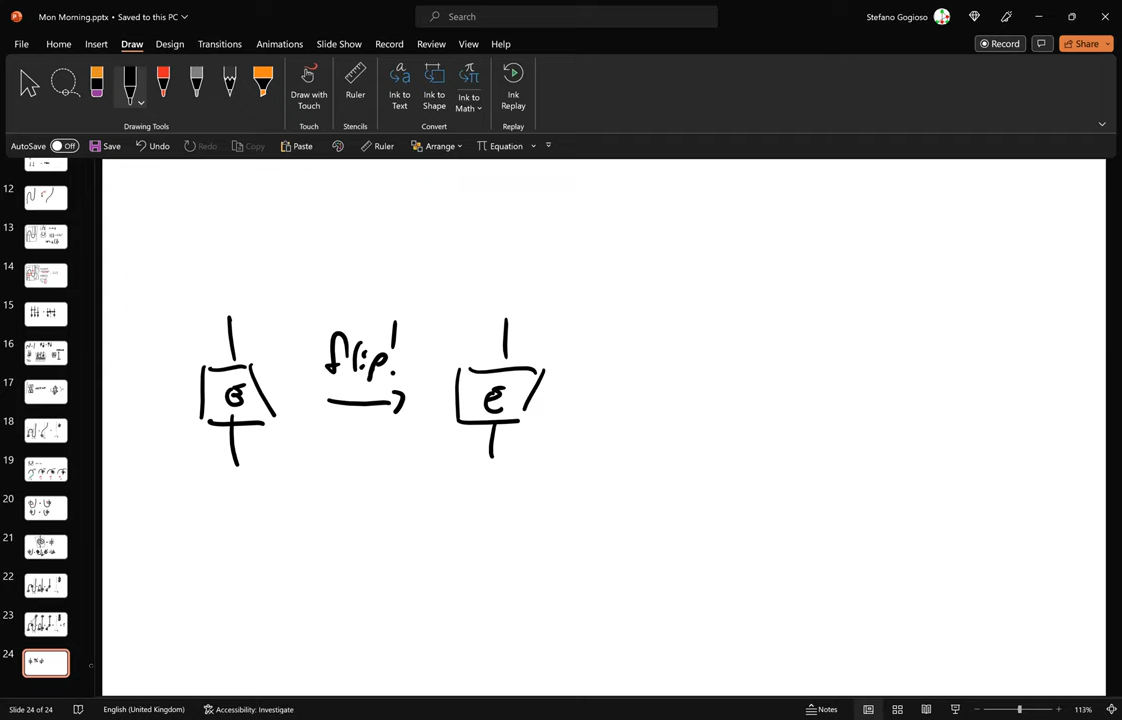 Mon Morning.pptx • Saved to this PC
Search
Stefano Gogioso
File Home Insert Draw Design Transitions Animations Slide Show Record Review View Help
Record
Share
Draw with Touch
Ruler
Ink to Text
Ink to Shape
Ink to Math
Ink Replay
Drawing Tools
Touch
Stencils
Convert
Replay
AutoSave Off Save Undo Redo Copy Paste Ruler Arrange Equation
12
13
14
15
16
17
18
19
20
21
22
23
24
flip!
Slide 24 of 24
English (United Kingdom)
Accessibility: Investigate
Notes
113%